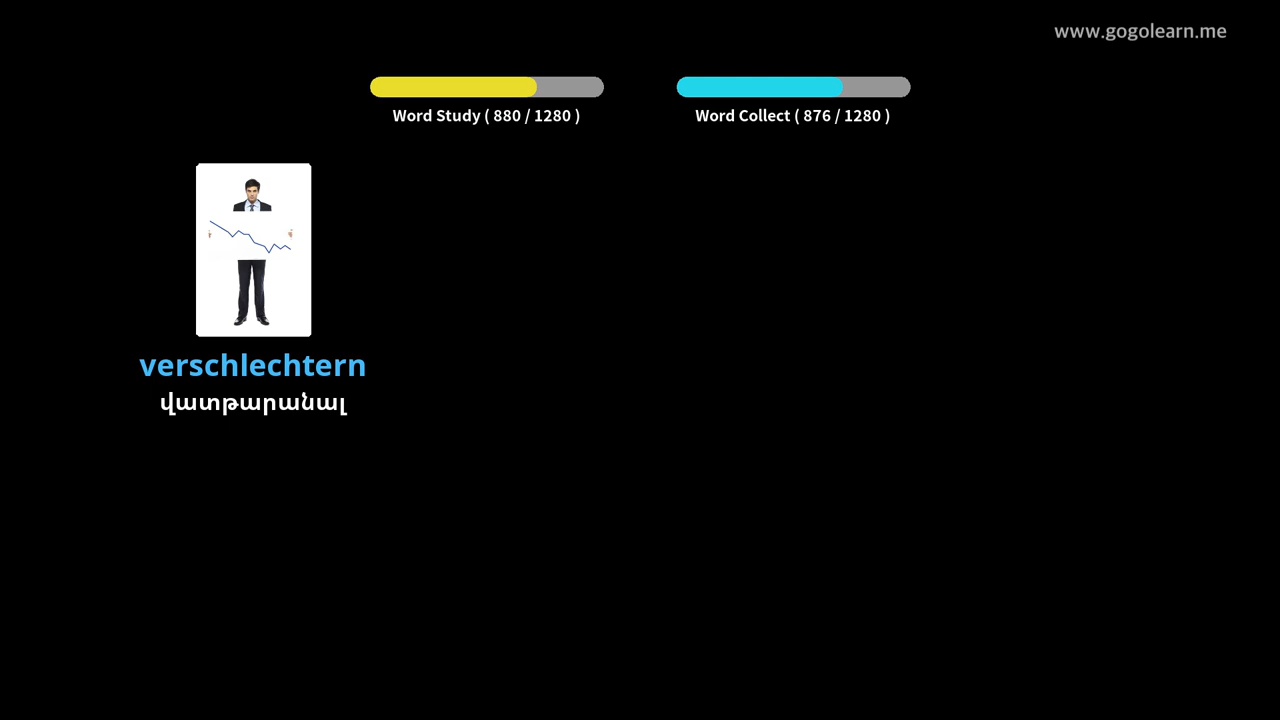 www.gogolearn.me
Word Study ( 880 / 1280 )
Word Collect ( 876 / 1280 )
verschlechtern
վատթարանալ